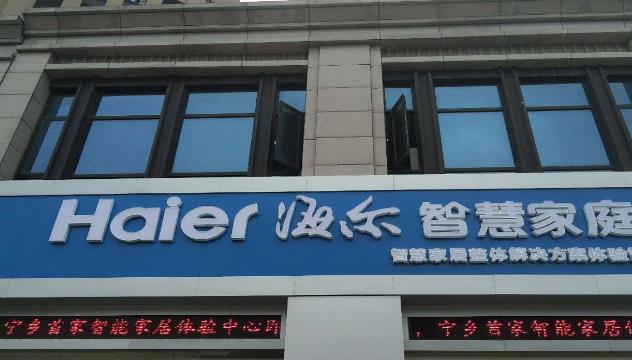 Haier 海尔 智慧家庭
智慧家居整体解决方案体验
宁乡首家智能家居体验中心
、宁乡首家智能家居